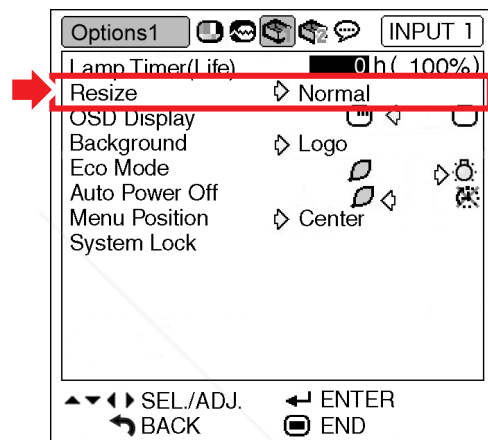 Options1 INPUT 1
Lamp Timer(Life) 0 h( 100%)
Resize Normal
OSD Display
Background Logo
Eco Mode
Auto Power Off
Menu Position Center
System Lock
SEL./ADJ. ENTER
BACK END